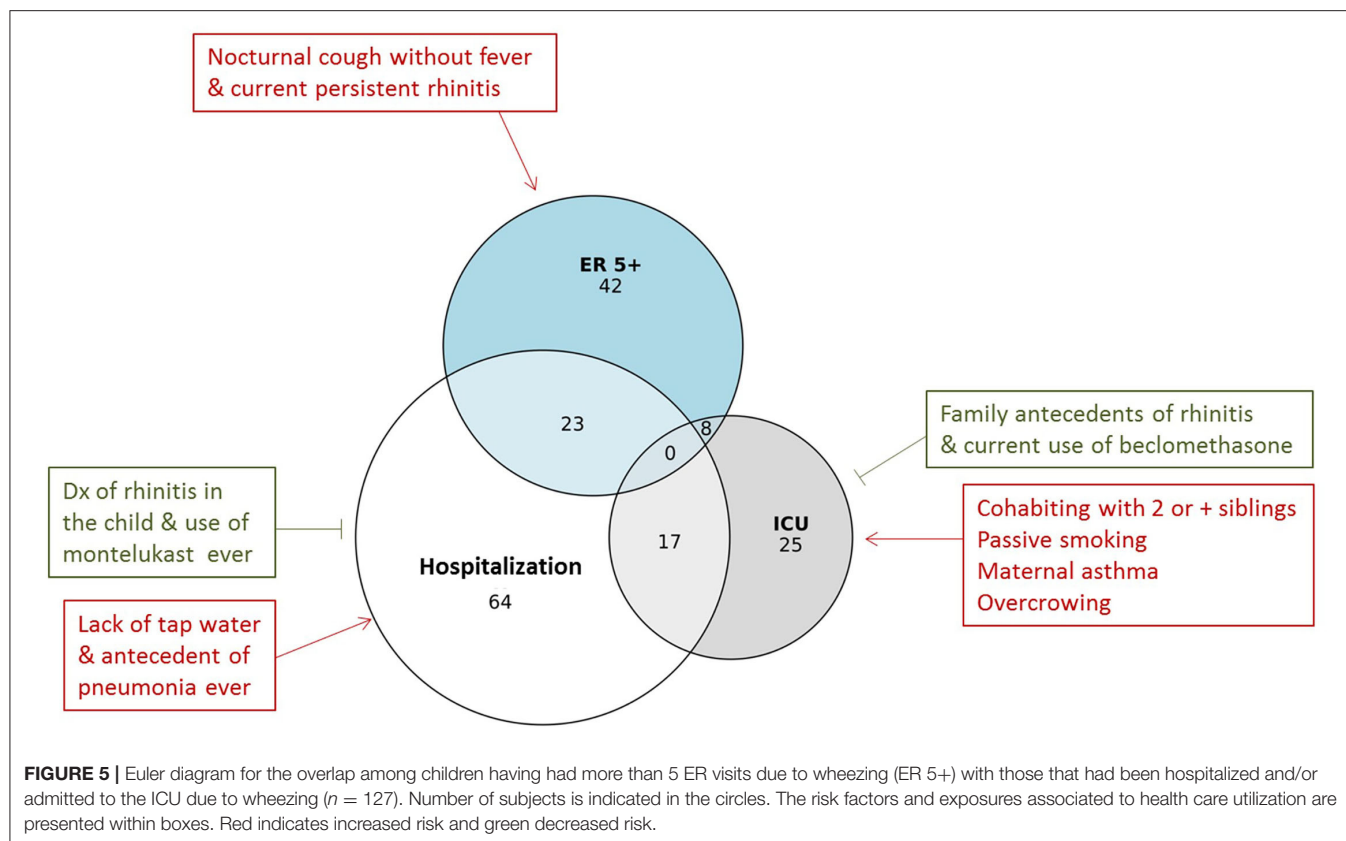 Nocturnal cough without fever
& current persistent rhinitis
ER 5+
42
23
8
0
Family antecedents of rhinitis
& current use of beclomethasone
Dx of rhinitis in
the child & use of
montelukast ever
Cohabiting with 2 or + siblings
Passive smoking
Maternal asthma
Overcrowing
ICU
25
17
Hospitalization
64
Lack of tap water
& antecedent of
pneumonia ever
FIGURE 5 | Euler diagram for the overlap among children having had more than 5 ER visits due to wheezing (ER 5+) with those that had been hospitalized and/or
admitted to the ICU due to wheezing (n = 127). Number of subjects is indicated in the circles. The risk factors and exposures associated to health care utilization are
presented within boxes. Red indicates increased risk and green decreased risk.